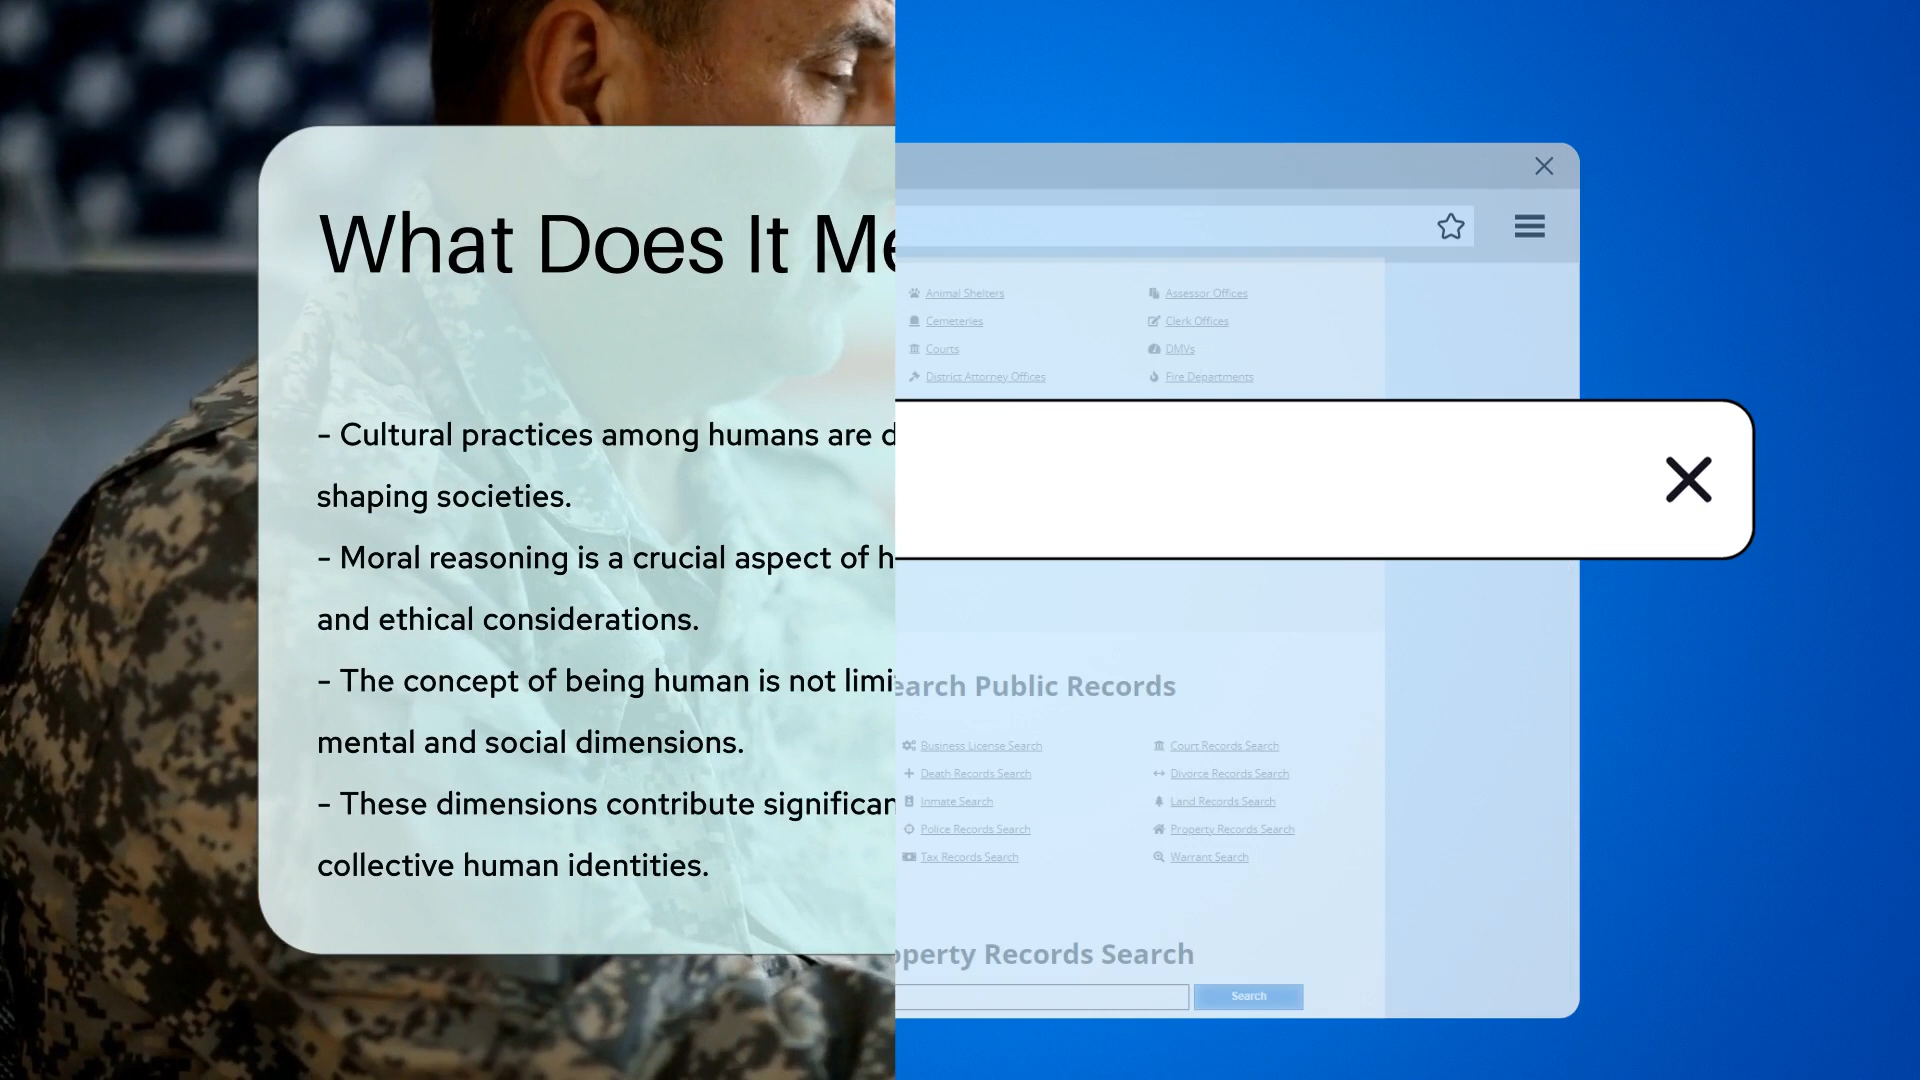 What Does It Me
- Cultural practices among humans are d
shaping societies.
- Moral reasoning is a crucial aspect of h
and ethical considerations.
- The concept of being human is not limi
mental and social dimensions.
- These dimensions contribute significan
collective human identities.
Animal Shelters
Assessor Offices
Cemeteries
Clerk Offices
Courts
DMVs
District Attorney Offices
Fire Departments
earch Public Records
Business License Search
Court Records Search
Death Records Search
Divorce Records Search
Inmate Search
Land Records Search
Police Records Search
Property Records Search
Tax Records Search
Warrant Search
operty Records Search
Search